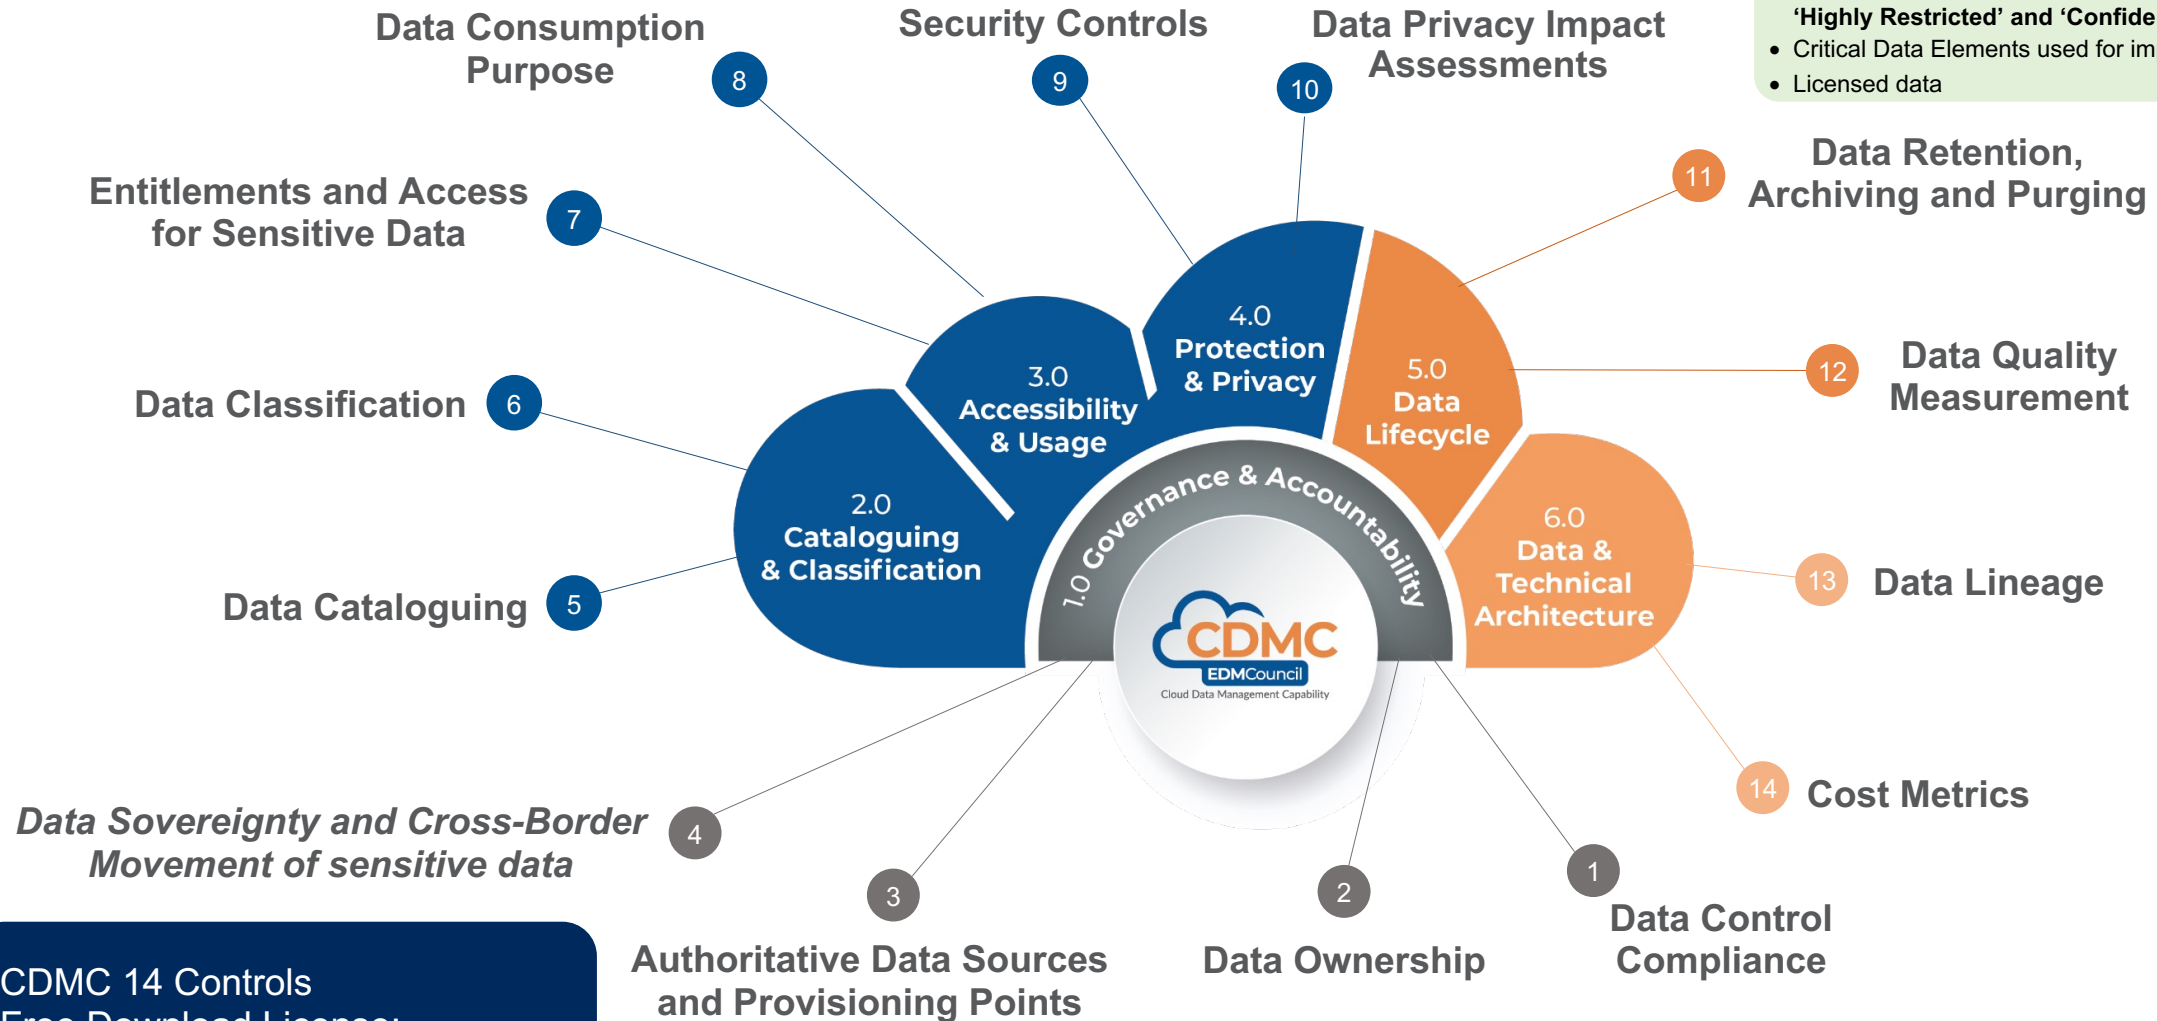 Data Consumption
Purpose
8
Security Controls
9
Data Privacy Impact
Assessments
10
‘Highly Restricted’ and ‘Confide
• Critical Data Elements used for im
• Licensed data
Entitlements and Access
for Sensitive Data
7
11
Data Retention,
Archiving and Purging
Data Classification
6
12
Data Quality
Measurement
Data Cataloguing
5
13
Data Lineage
2.0
Cataloguing
& Classification
3.0
Accessibility
& Usage
4.0
Protection
& Privacy
5.0
Data
Lifecycle
6.0
Data &
Technical
Architecture
1.0 Governance & Accountability
CDMC
EDMCouncil
Cloud Data Management Capability
14
Cost Metrics
Data Sovereignty and Cross-Border
Movement of sensitive data
4
3
Authoritative Data Sources
and Provisioning Points
2
Data Ownership
1
Data Control
Compliance
CDMC 14 Controls
Free Download License: